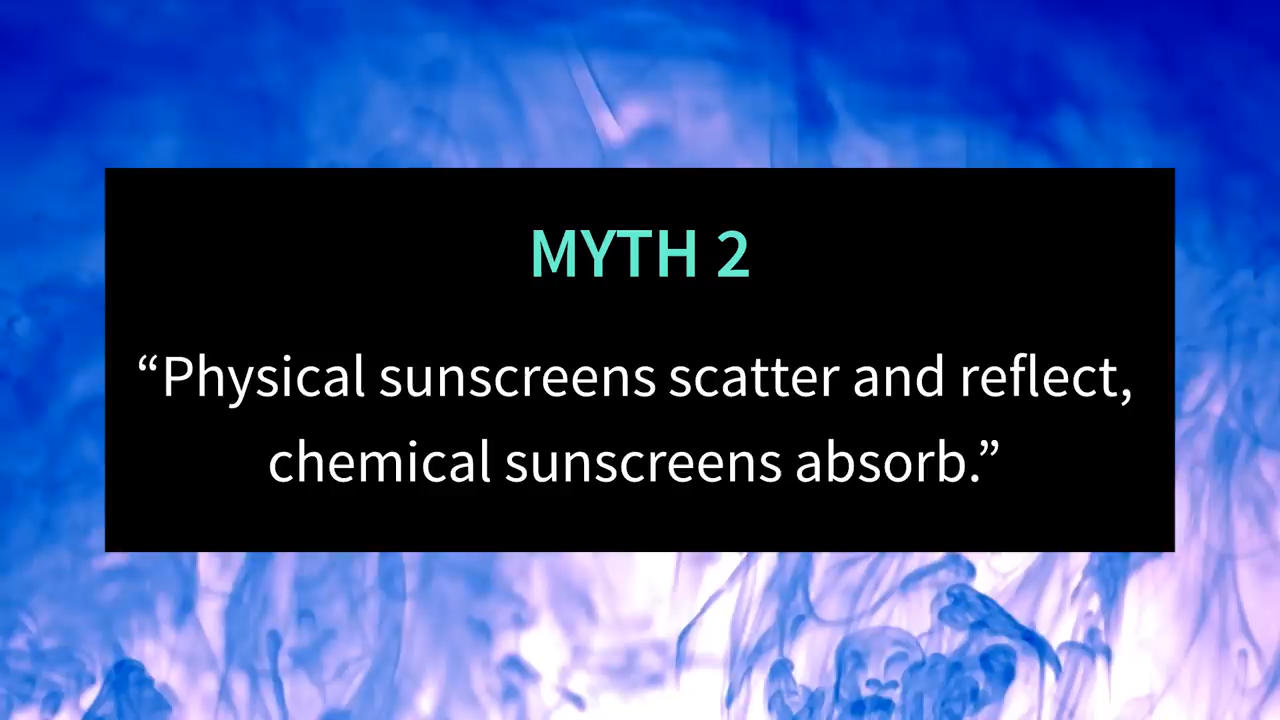 MYTH 2
“Physical sunscreens scatter and reflect,
chemical sunscreens absorb.”